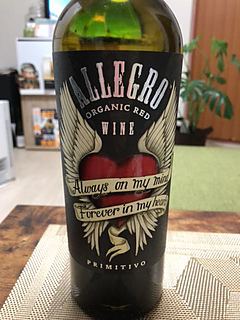 ALLEGRO
ORGANIC RED
WINE
Always on my mind
Forever in my heart
PRIMITIVO